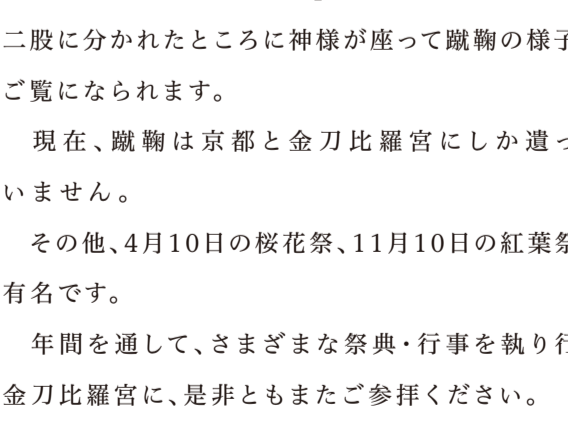 二股に分かれたところに神様が座って蹴鞠の様子
ご覧になられます。
現在、蹴鞠は京都と金刀比羅宮にしか遺っ
いません。
その他、4月10日の桜花祭、11月10日の紅葉祭
有名です。
年間を通して、さまざまな祭典・行事を執り行
金刀比羅宮に、是非ともまたご参拝ください。